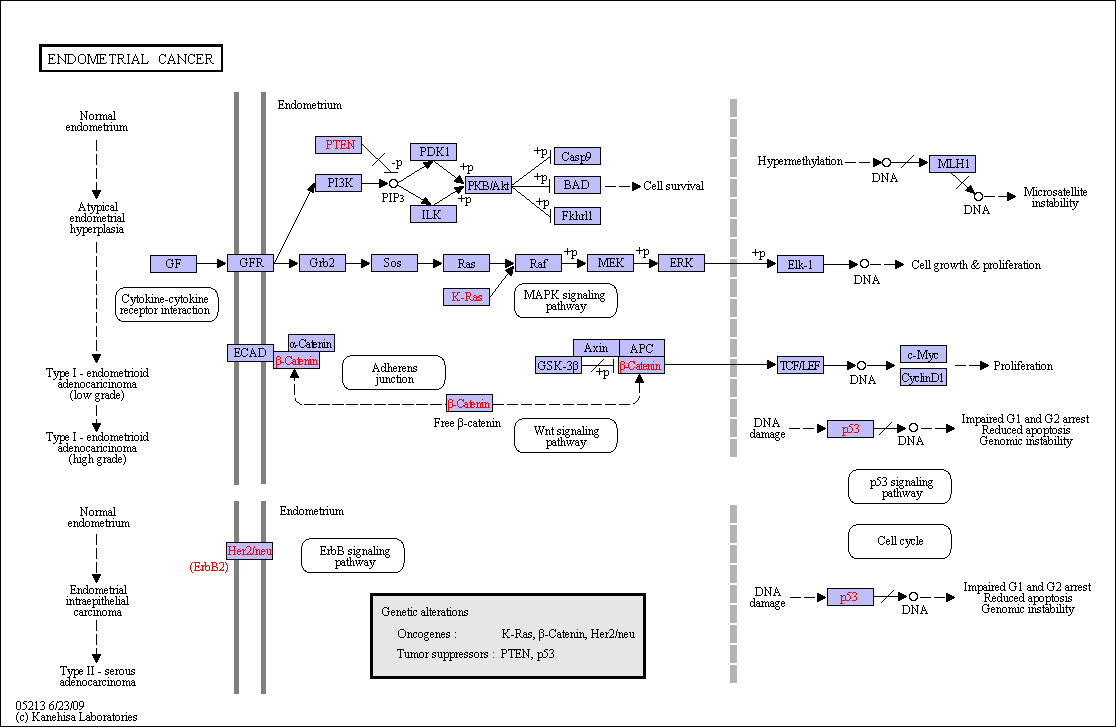 ENDOMETRIAL CANCER
Endometrium
Normal
endometrium
Atypical
endometrial
hyperplasia
Type I - endometrioid
adenocarcinoma
(low grade)
Type I - endometrioid
adenocarcinoma
(high grade)
PTEN
-p
PI3K
PIP3
PDK1
ILK
+p
+p
PKB/Akt
+p
+p
+p
Casp9
BAD
Fkhrl1
Cell survival
Hypermethylation
DNA
MLH1
DNA
Microsatellite
instability
GF
GFR
Grb2
Sos
Ras
Raf
+p
MEK
+p
ERK
+p
Elk-1
DNA
Cell growth & proliferation
K-Ras
Cytokine-cytokine
receptor interaction
MAPK signaling
pathway
ECAD
α-Catenin
β-Catenin
Adherens
junction
β-Catenin
Free β-catenin
Axin
APC
GSK-3β
+p
β-Catenin
Wnt signaling
pathway
TCF/LEF
DNA
c-Myc
CyclinD1
Proliferation
DNA
damage
p53
DNA
Impaired G1 and G2 arrest
Reduced apoptosis
Genomic instability
p53 signaling
pathway
Cell cycle
Normal
endometrium
Endometrial
intraepithelial
carcinoma
Type II - serous
adenocarcinoma
Endometrium
Her2/neu
(ErbB2)
ErbB signaling
pathway
DNA
damage
p53
DNA
Impaired G1 and G2 arrest
Reduced apoptosis
Genomic instability
Genetic alterations
Oncogenes : K-Ras, β-Catenin, Her2/neu
Tumor suppressors : PTEN, p53
05213 6/23/09
(c) Kanehisa Laboratories